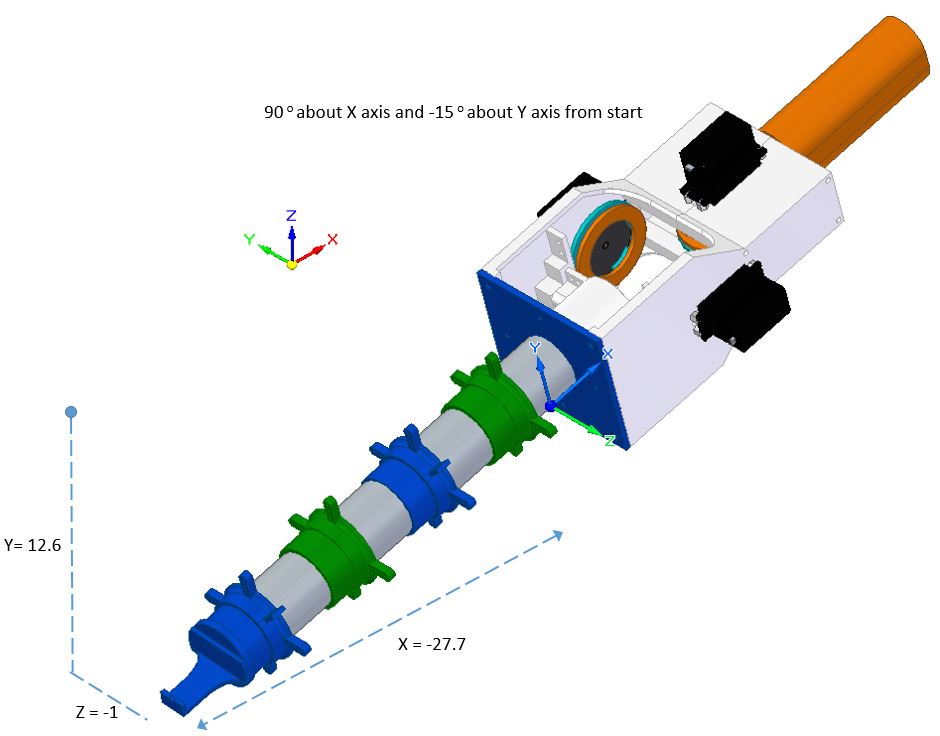 90 ° about X axis and -15 ° about Y axis from start
Z
Y
X
Y
X
Z
Y= 12.6
X = -27.7
Z = -1